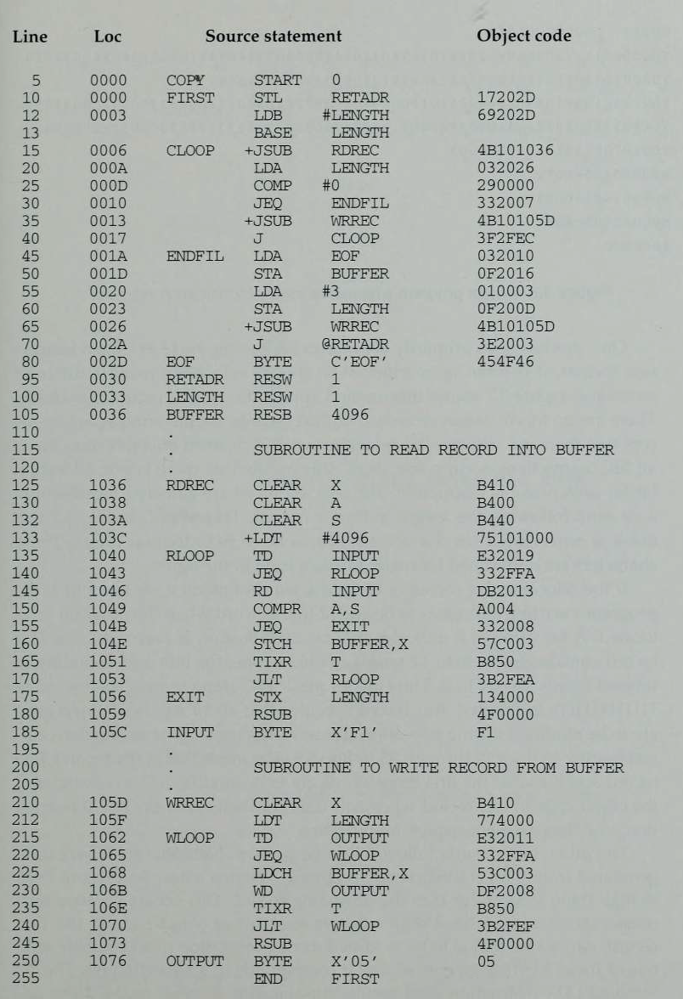 Line Loc Source statement Object code
5 0000 COPY START 0
10 0000 FIRST STL RETADR 17202D
12 0003 LDB #LENGTH 69202D
13 BASE LENGTH
15 0006 CLOOP +JSUB RDREC 4B101036
20 000A LDA LENGTH 032026
25 000D COMP #0 290000
30 0010 JEQ ENDFIL 332007
35 0013 +JSUB WRREC 4B10105D
40 0017 J CLOOP 3F2FEC
45 001A ENDFIL LDA EOF 032010
50 001D STA BUFFER 0F2016
55 0020 LDA #3 010003
60 0023 STA LENGTH 0F200D
65 0026 +JSUB WRREC 4B10105D
70 002A J @RETADR 3E2003
80 002D EOF BYTE C'EOF' 454F46
95 0030 RETADR RESW 1
100 0033 LENGTH RESW 1
105 0036 BUFFER RESB 4096
110 .
115 . SUBROUTINE TO READ RECORD INTO BUFFER
120 .
125 1036 RDREC CLEAR X B410
130 1038 CLEAR A B400
132 103A CLEAR S B440
133 103C +LDT #4096 75101000
135 1040 RLOOP TD INPUT E32019
140 1043 JEQ RLOOP 332FFA
145 1046 RD INPUT DB2013
150 1049 COMPR A,S A004
155 104B JEQ EXIT 332008
160 104E STCH BUFFER,X 57C003
165 1051 TIXR T B850
170 1053 JLT RLOOP 3B2FEA
175 1056 EXIT STX LENGTH 134000
180 1059 RSUB 4F0000
185 105C INPUT BYTE X'F1' F1
195 .
200 . SUBROUTINE TO WRITE RECORD FROM BUFFER
205 .
210 105D WRREC CLEAR X B410
212 105F LDT LENGTH 774000
215 1062 WLOOP TD OUTPUT E32011
220 1065 JEQ WLOOP 332FFA
225 1068 LDCH BUFFER,X 53C003
230 106B WD OUTPUT DF2008
235 106E TIXR T B850
240 1070 JLT WLOOP 3B2FEF
245 1073 RSUB 4F0000
250 1076 OUTPUT BYTE X'05' 05
255 END FIRST